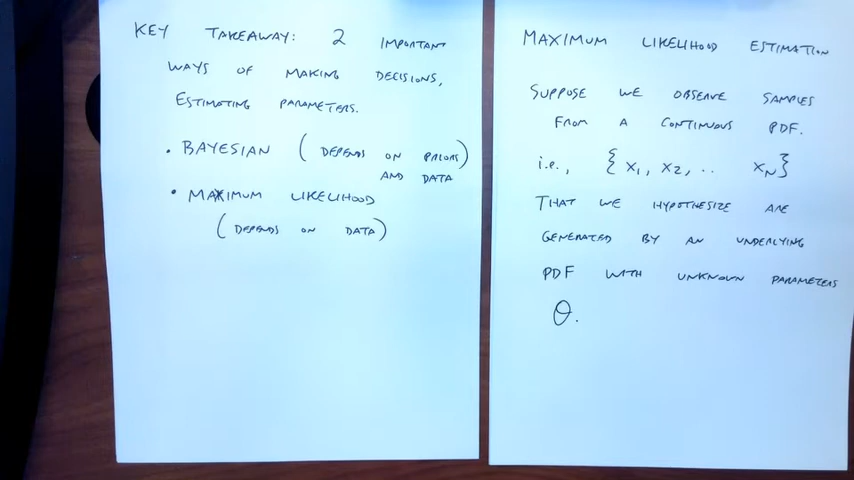 KEY TAKEAWAY: 2 IMPORTANT
WAYS OF MAKING DECISIONS,
ESTIMATING PARAMETERS.
• BAYESIAN (DEPENDS ON PRIORS)
AND DATA
• MAXIMUM LIKELIHOOD
(DEPENDS ON DATA)
MAXIMUM LIKELIHOOD ESTIMATION
SUPPOSE WE OBSERVE SAMPLES
FROM A CONTINUOUS PDF.
i.e., { x₁, x₂, .. x_N }
THAT WE HYPOTHESIZE ARE
GENERATED BY AN UNDERLYING
PDF WITH UNKNOWN PARAMETERS
θ.